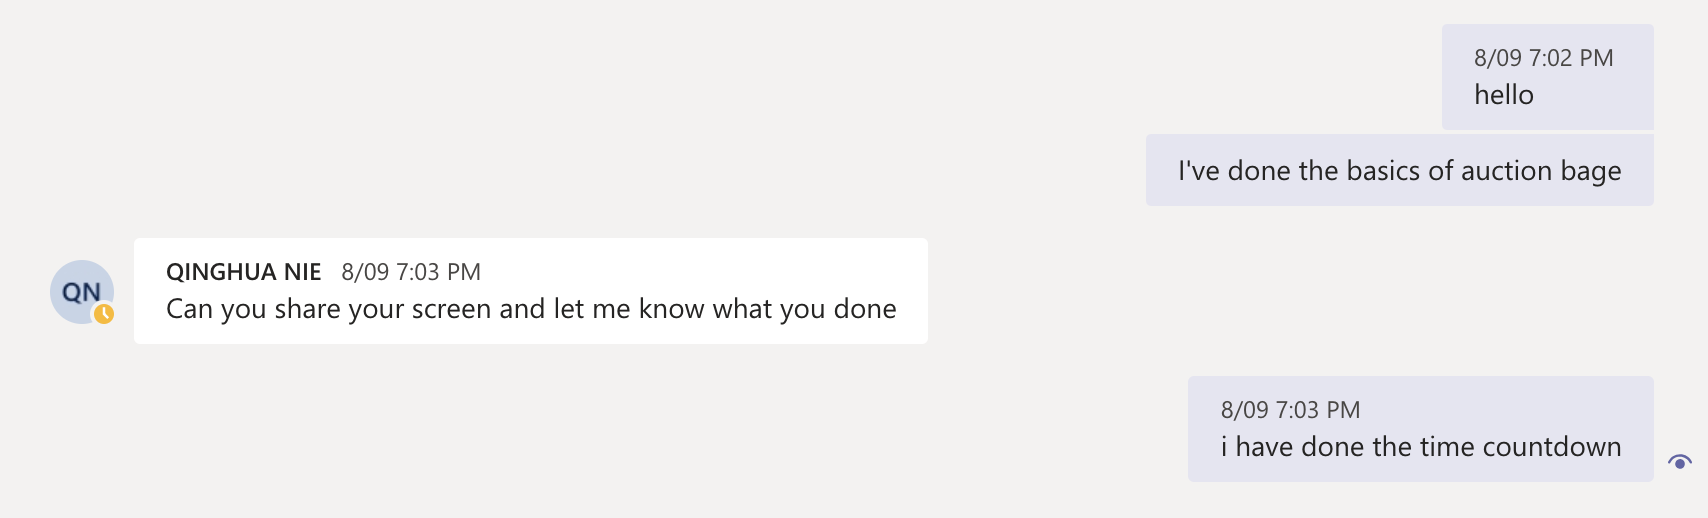 8/09 7:02 PM
hello
I've done the basics of auction bage
QN
QINGHUA NIE 8/09 7:03 PM
Can you share your screen and let me know what you done
8/09 7:03 PM
i have done the time countdown